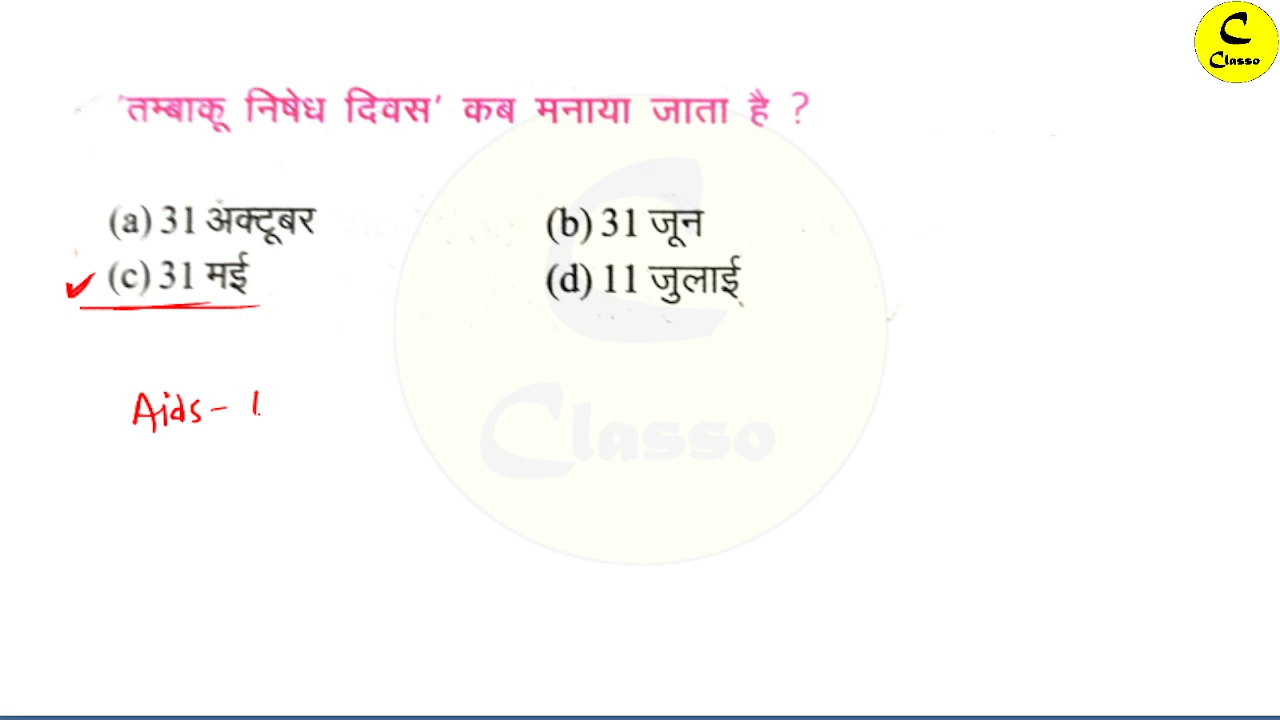 C
Classo
'तम्बाकू निषेध दिवस' कब मनाया जाता है ?
(a) 31 अक्टूबर
(b) 31 जून
(c) 31 मई
(d) 11 जुलाई
Aids - 1
C
Classo